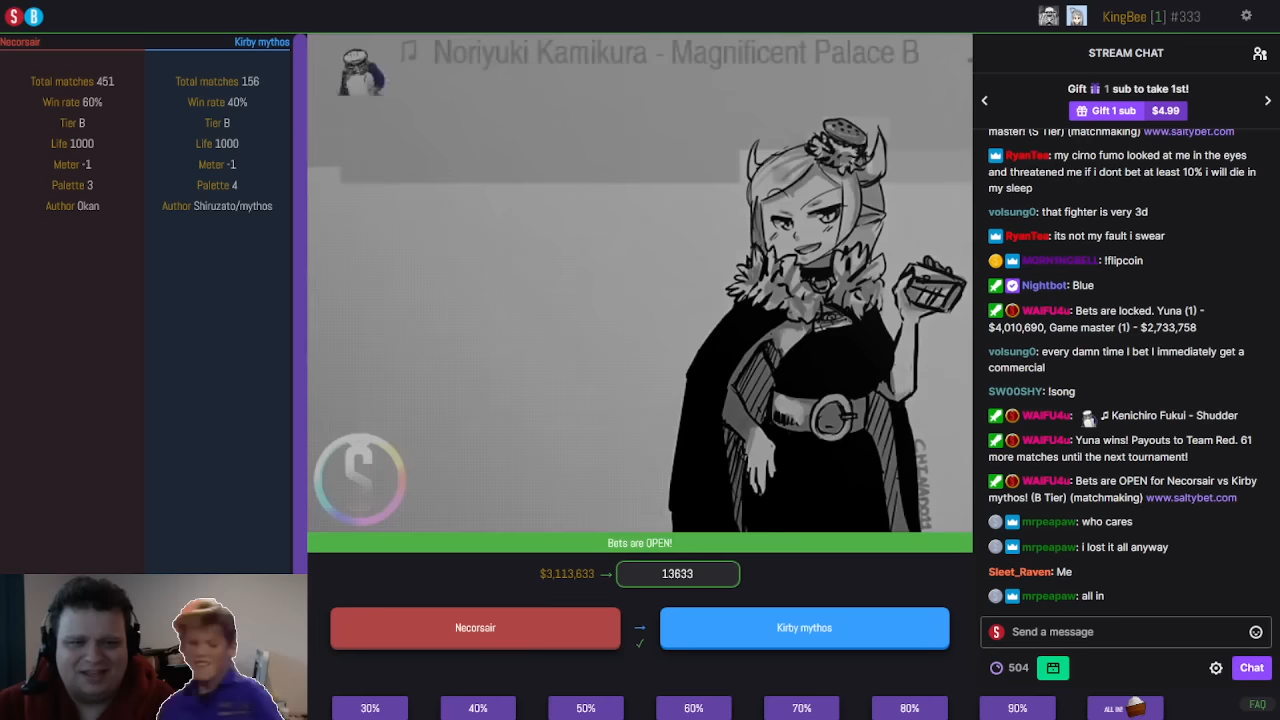 S B
KingBee [1] #333
Necorsair
Kirby mythos
Total matches 451
Total matches 156
Win rate 60%
Win rate 40%
Tier B
Tier B
Life 1000
Life 1000
Meter -1
Meter -1
Palette 3
Palette 4
Author Okan
Author Shiruzato/mythos
♫ Noriyuki Kamikura - Magnificent Palace B
S
Bets are OPEN!
$3,113,633 → 13633
Necorsair → Kirby mythos
✓
30% 40% 50% 60% 70% 80% 90% ALL IN!
STREAM CHAT
Gift 1 sub to take 1st!
Gift 1 sub $4.99
master (S Tier) (matchmaking) www.saltybet.com
RyanTea: my cirno fumo looked at me in the eyes
and threatened me if i dont bet at least 10% i will die in
my sleep
volsung0: that fighter is very 3d
RyanTea: its not my fault i swear
M0RN1NGBELL: !flipcoin
Nightbot: Blue
WAIFU4u: Bets are locked. Yuna (1) -
$4,010,690, Game master (1) - $2,733,758
volsung0: every damn time I bet I immediately get a
commercial
SW00SHY: !song
WAIFU4u: ♫ Kenichiro Fukui - Shudder
WAIFU4u: Yuna wins! Payouts to Team Red. 61
more matches until the next tournament!
WAIFU4u: Bets are OPEN for Necorsair vs Kirby
mythos! (B Tier) (matchmaking) www.saltybet.com
mrpeapaw: who cares
mrpeapaw: i lost it all anyway
Sleet_Raven: Me
mrpeapaw: all in
S Send a message
504
Chat
FAQ